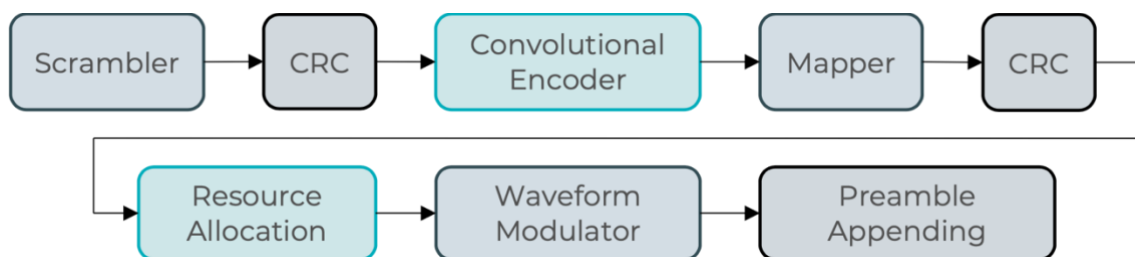 Scrambler
CRC
Convolutional
Encoder
Mapper
CRC
Resource
Allocation
Waveform
Modulator
Preamble
Appending